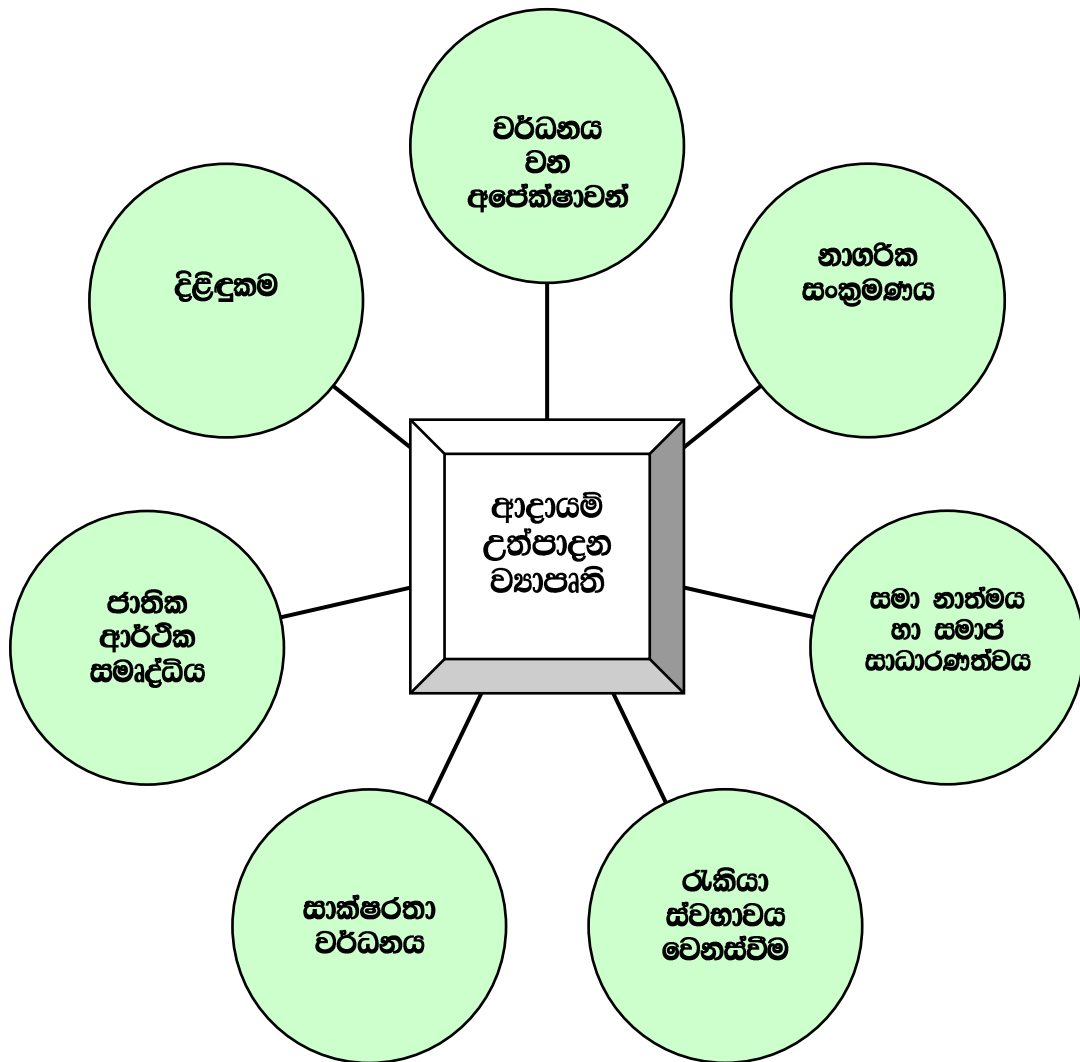 වර්ධනය
වන
අපේක්ෂාවන්
නාගරික
සංක්‍රමණය
දිළිඳුකම
ආදායම්
උත්පාදන
ව්‍යාපෘති
සමා නාත්මය
හා සමාජ
සාධාරණත්වය
ජාතික
ආර්ථික
සමෘද්ධිය
රැකියා
ස්වභාවය
වෙනස්වීම
සාක්ෂරතා
වර්ධනය